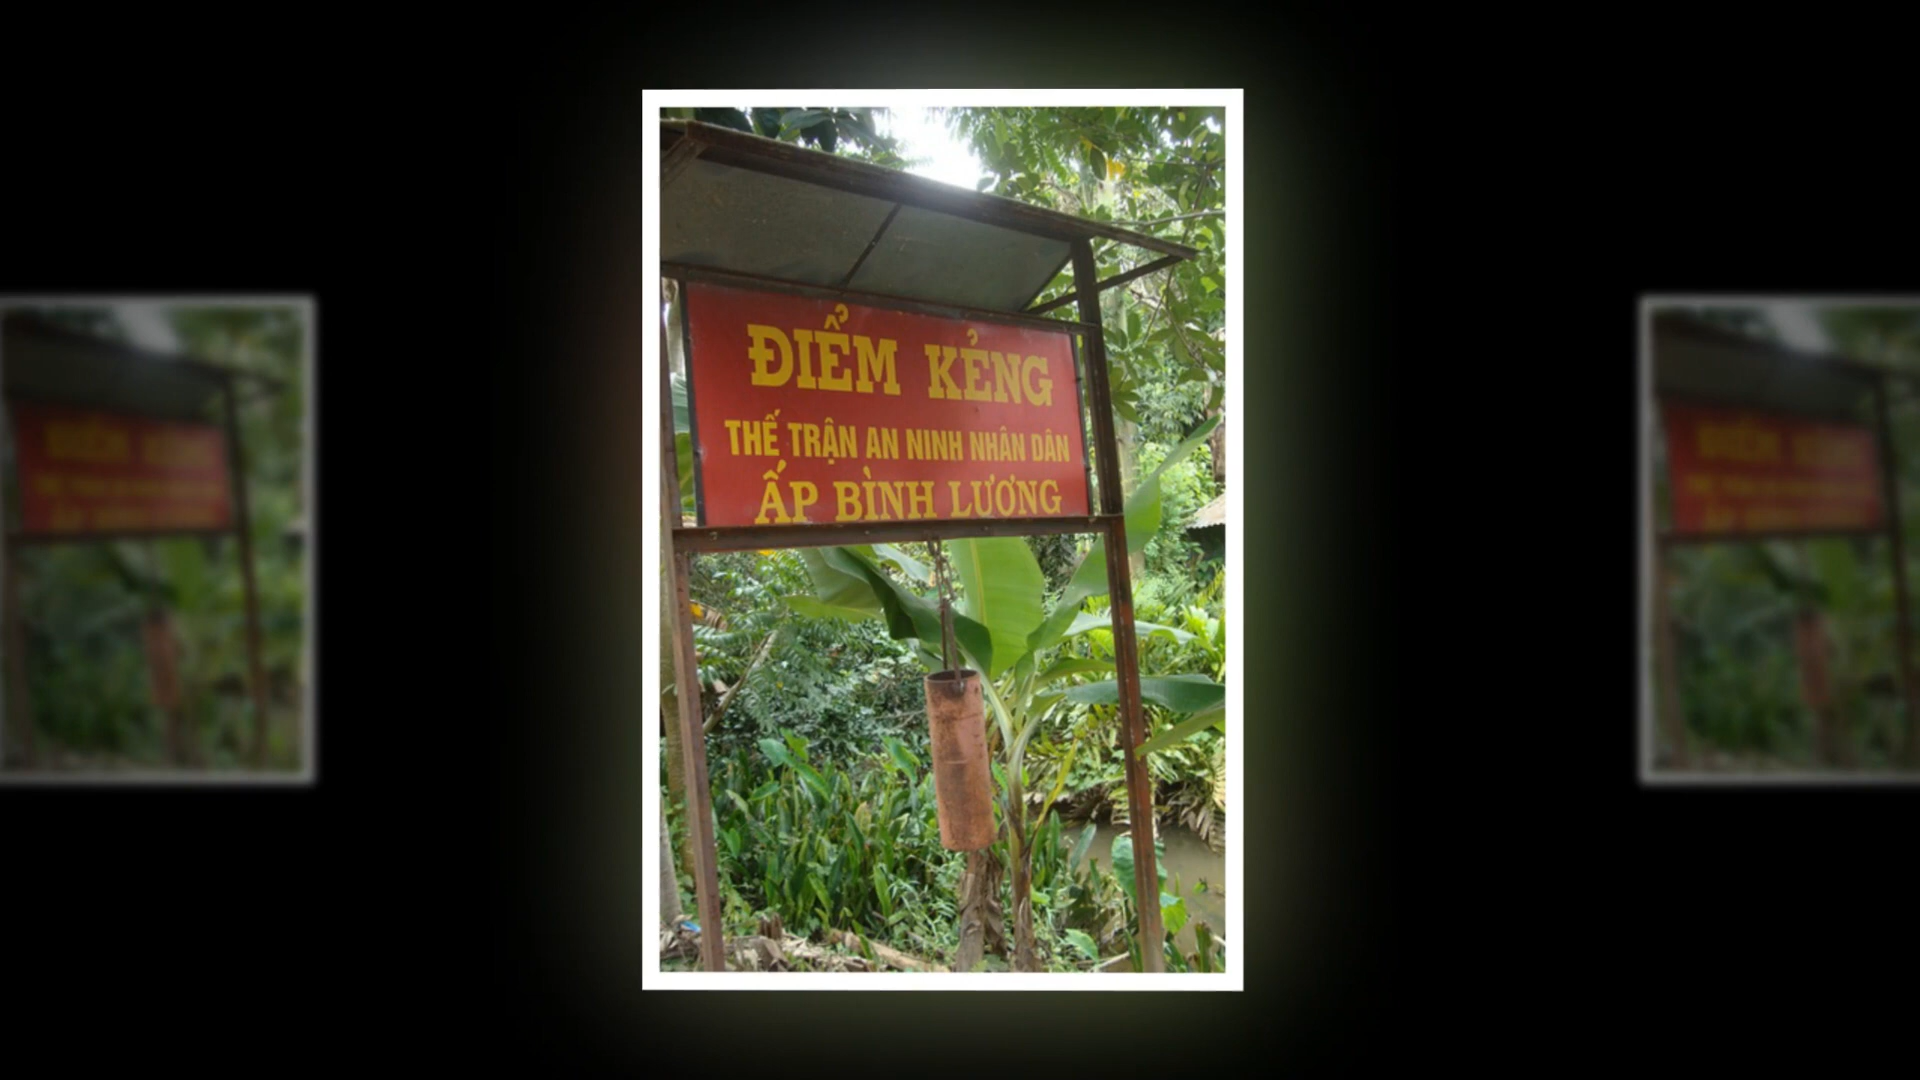 ĐIỂM KẺNG
THẾ TRẬN AN NINH NHÂN DÂN
ẤP BÌNH LƯƠNG